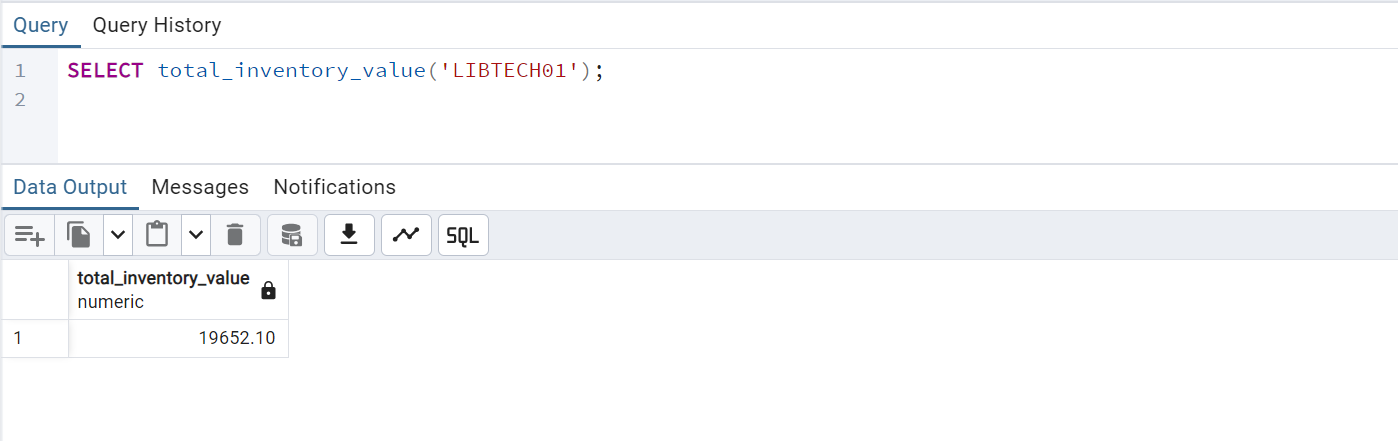 Query Query History
1 SELECT total_inventory_value('LIBTECH01');
2
Data Output Messages Notifications
SQL
total_inventory_value
numeric
1 19652.10